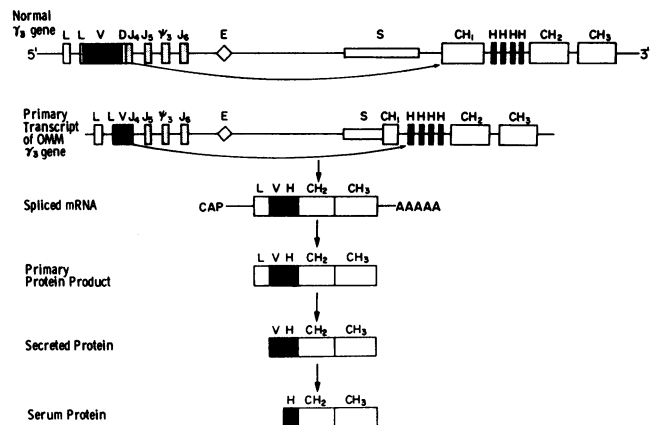 Normal
γ₃ gene
L L V D J₄ J₅ Ψ₃ J₆ E S CH₁ H H H H CH₂ CH₃
5' 3'
Primary
Transcript
of OMM
γ₃ gene
L L V J₄ J₅ Ψ₃ J₆ E S CH₁ H H H H CH₂ CH₃
L V H CH₂ CH₃
Spliced mRNA CAP AAAAA
L V H CH₂ CH₃
Primary
Protein Product
V H CH₂ CH₃
Secreted Protein
H CH₂ CH₃
Serum Protein